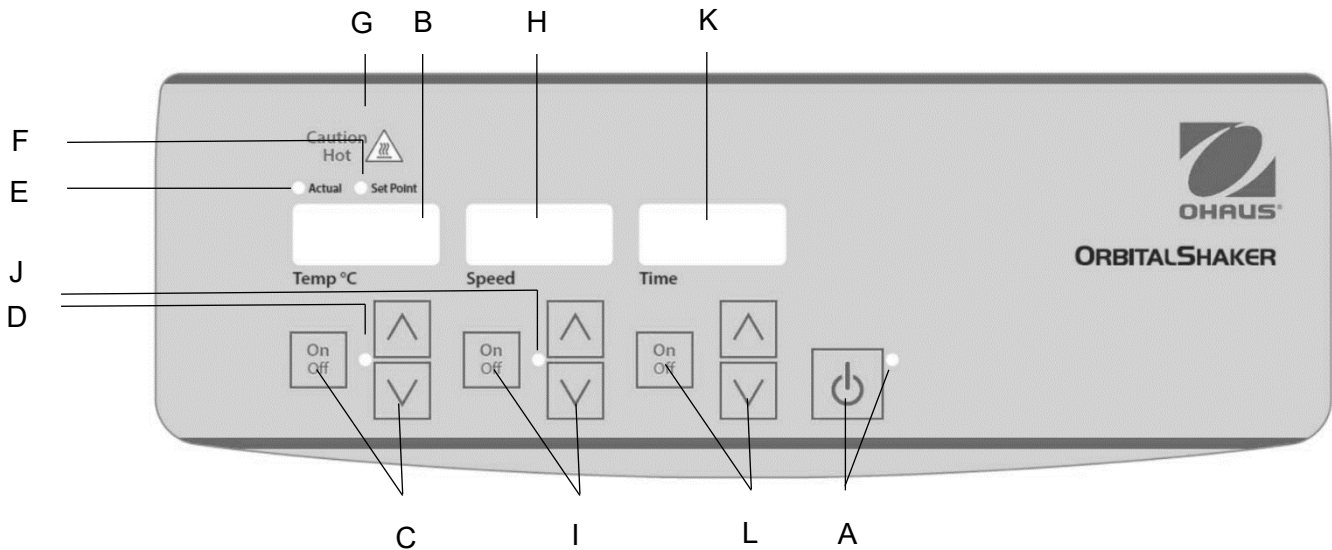 G B H K
F
Caution
Hot
E
Actual Set Point
OHAUS®
ORBITALSHAKER
Temp °C Speed Time
J
D
On
Off
On
Off
On
Off
C I L A